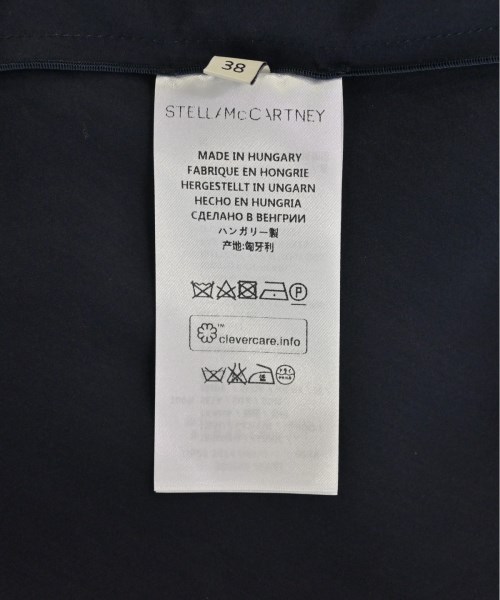 38
STELLA McCARTNEY
MADE IN HUNGARY
FABRIQUE EN HONGRIE
HERGESTELLT IN UNGARN
HECHO EN HUNGRIA
СДЕЛАНО В ВЕНГРИИ
ハンガリー製
产地:匈牙利
P
™
clevercare.info